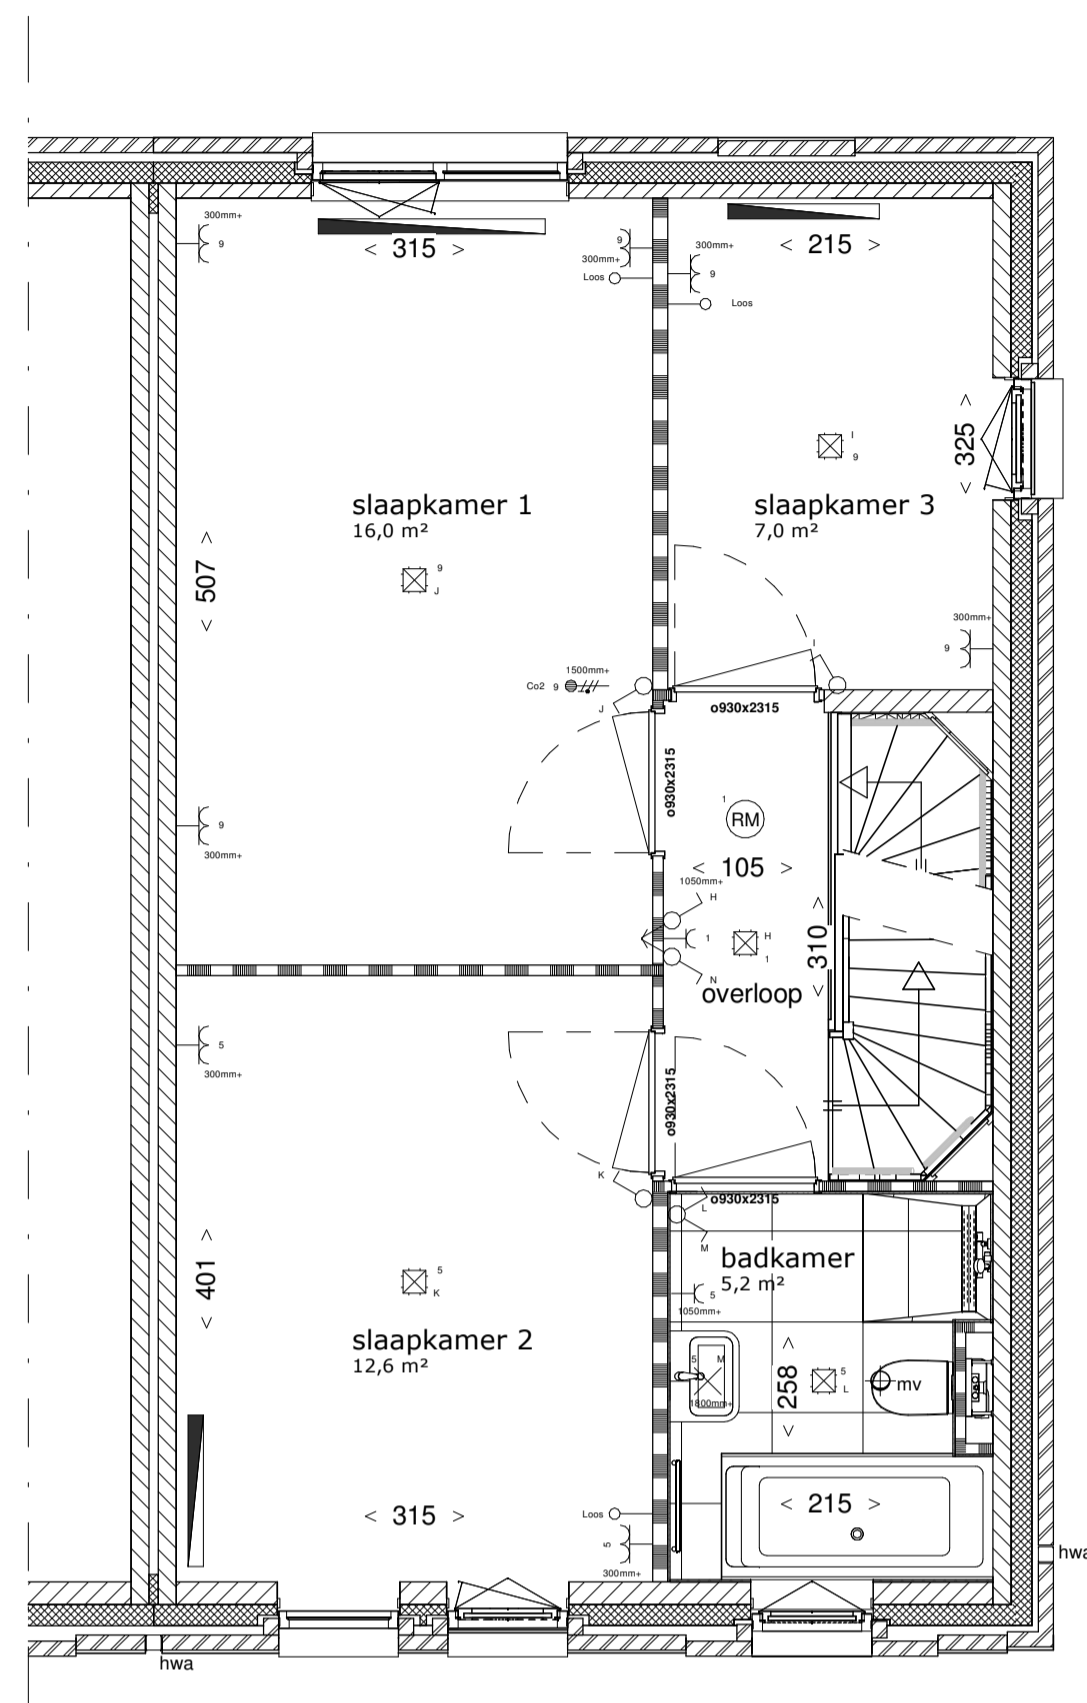 300mm+
9
< 315 >
9
300mm+
Loos
300mm+
9
Loos
< 215 >
I
9
< 325 >
slaapkamer 1
16,0 m²
slaapkamer 3
7,0 m²
< 507 >
9
J
300mm+
9
1500mm+
Co2 9
J
I
o930x2315
o930x2315
1
RM
9
300mm+
< 105 >
1050mm+
H
1
N
H
1
< 310 >
overloop
5
300mm+
o930x2315
K
o930x2315
L
M
badkamer
5,2 m²
5
1050mm+
< 401 >
5
K
slaapkamer 2
12,6 m²
5 M
1800mm+
< 258 >
5
L
mv
< 315 >
Loos
5
300mm+
< 215 >
hwa
hwa